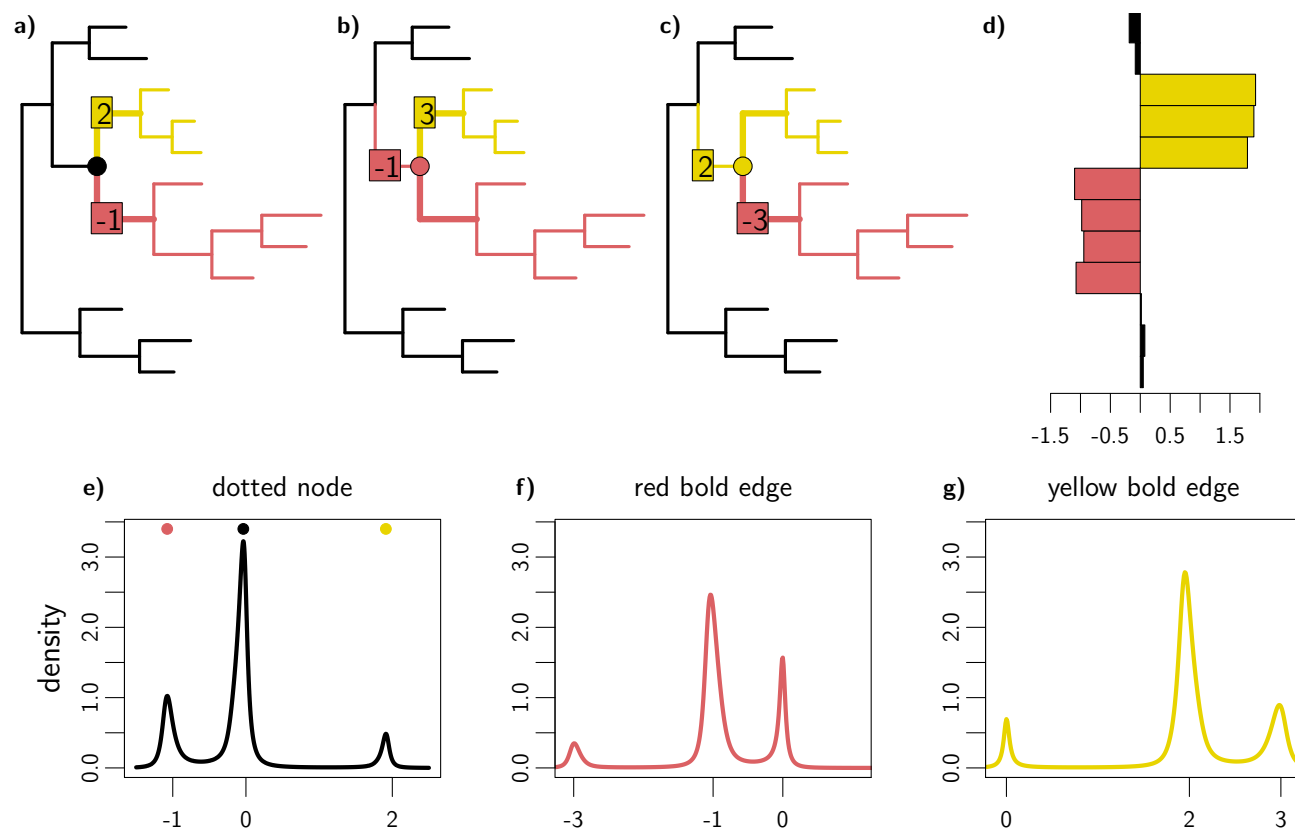 a)
b)
c)
d)
2
3
-1
2
-1
-3
-1.5 -0.5 0.5 1.5
e) dotted node
f) red bold edge
g) yellow bold edge
density
3.0
2.0
1.0
0.0
-1 0 2
3.0
2.0
1.0
0.0
-3 -1 0
3.0
2.0
1.0
0.0
0 2 3